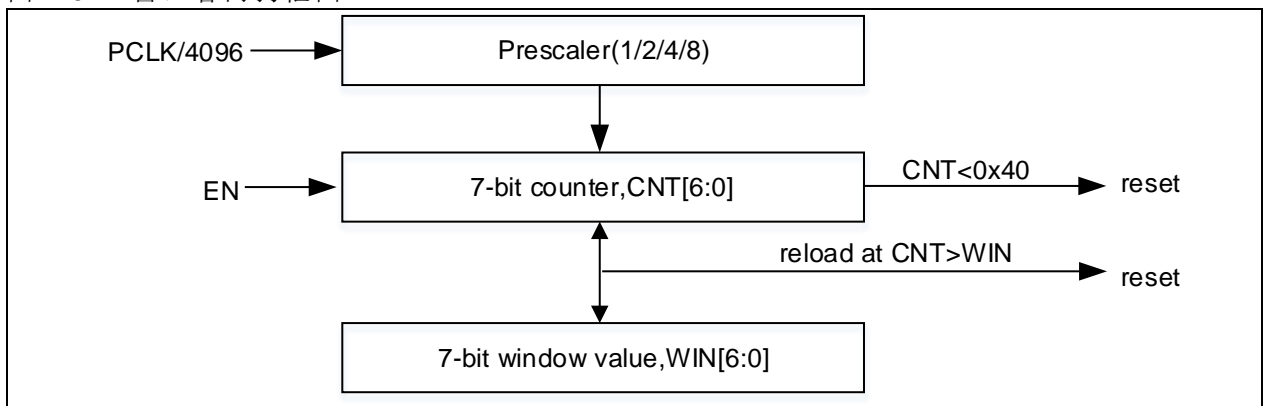 PCLK/4096
Prescaler(1/2/4/8)
EN
7-bit counter,CNT[6:0]
CNT<0x40
reset
reload at CNT>WIN
reset
7-bit window value,WIN[6:0]